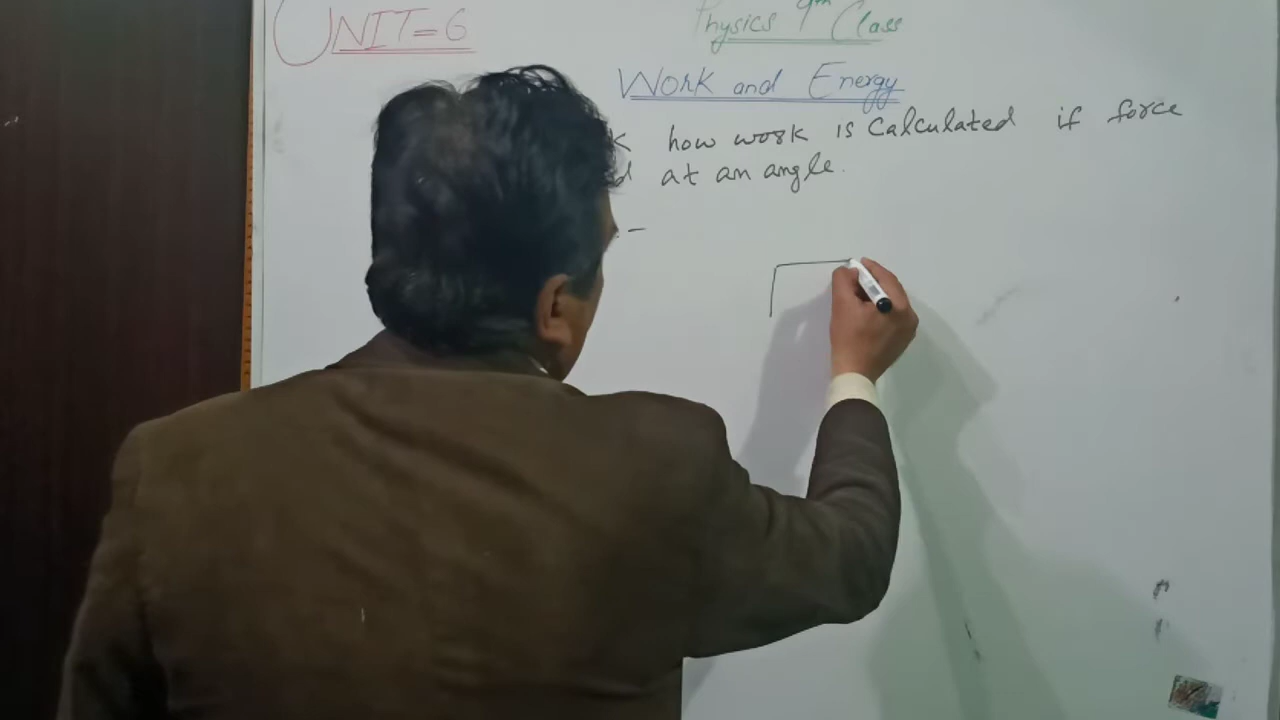 UNIT=6
Physics 9th Class
Work and Energy
how work is calculated if force
at an angle.